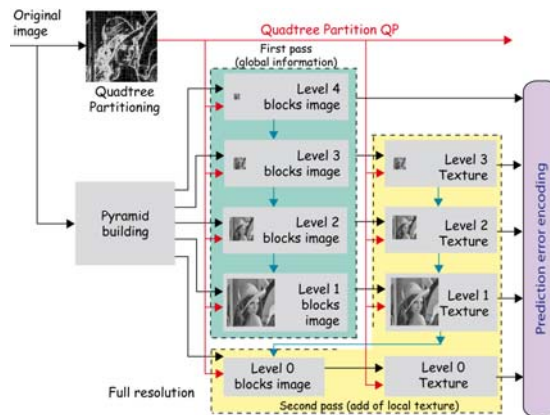 Original
image
Quadtree Partition QP
First pass
(global information)
Quadtree
Partitioning
Level 4
blocks image
Level 3
blocks image
Level 3
Texture
Pyramid
building
Level 2
blocks image
Level 2
Texture
Level 1
blocks
image
Level 1
Texture
Prediction error encoding
Level 0
blocks image
Level 0
Texture
Full resolution
Second pass (add of local texture)